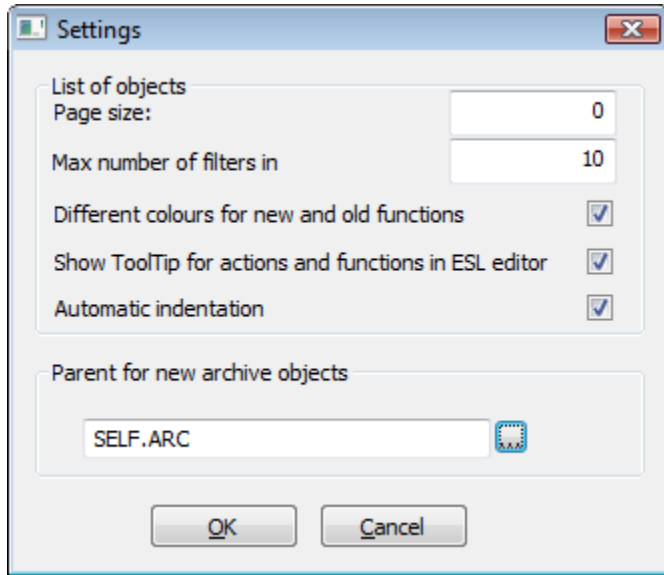 Settings
List of objects
Page size:
0
Max number of filters in
10
Different colours for new and old functions
Show ToolTip for actions and functions in ESL editor
Automatic indentation
Parent for new archive objects
SELF.ARC
...
OK
Cancel